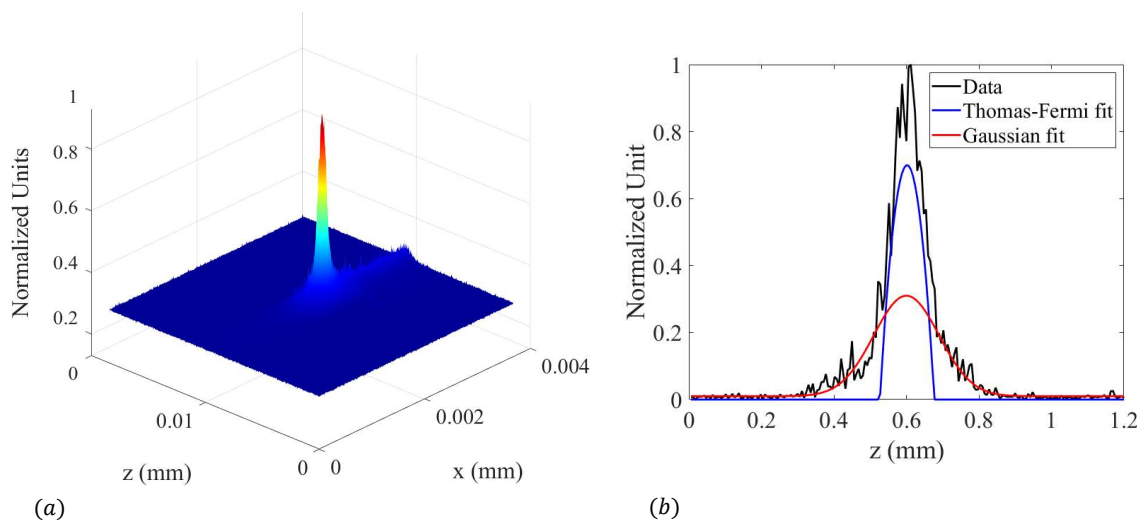 Normalized Units
1
0.8
0.6
0.4
0.2
0
0.01
0
z (mm)
0
0.002
0.004
x (mm)
(a)
Normalized Unit
1
0.8
0.6
0.4
0.2
0
0 0.2 0.4 0.6 0.8 1 1.2
z (mm)
Data
Thomas-Fermi fit
Gaussian fit
(b)